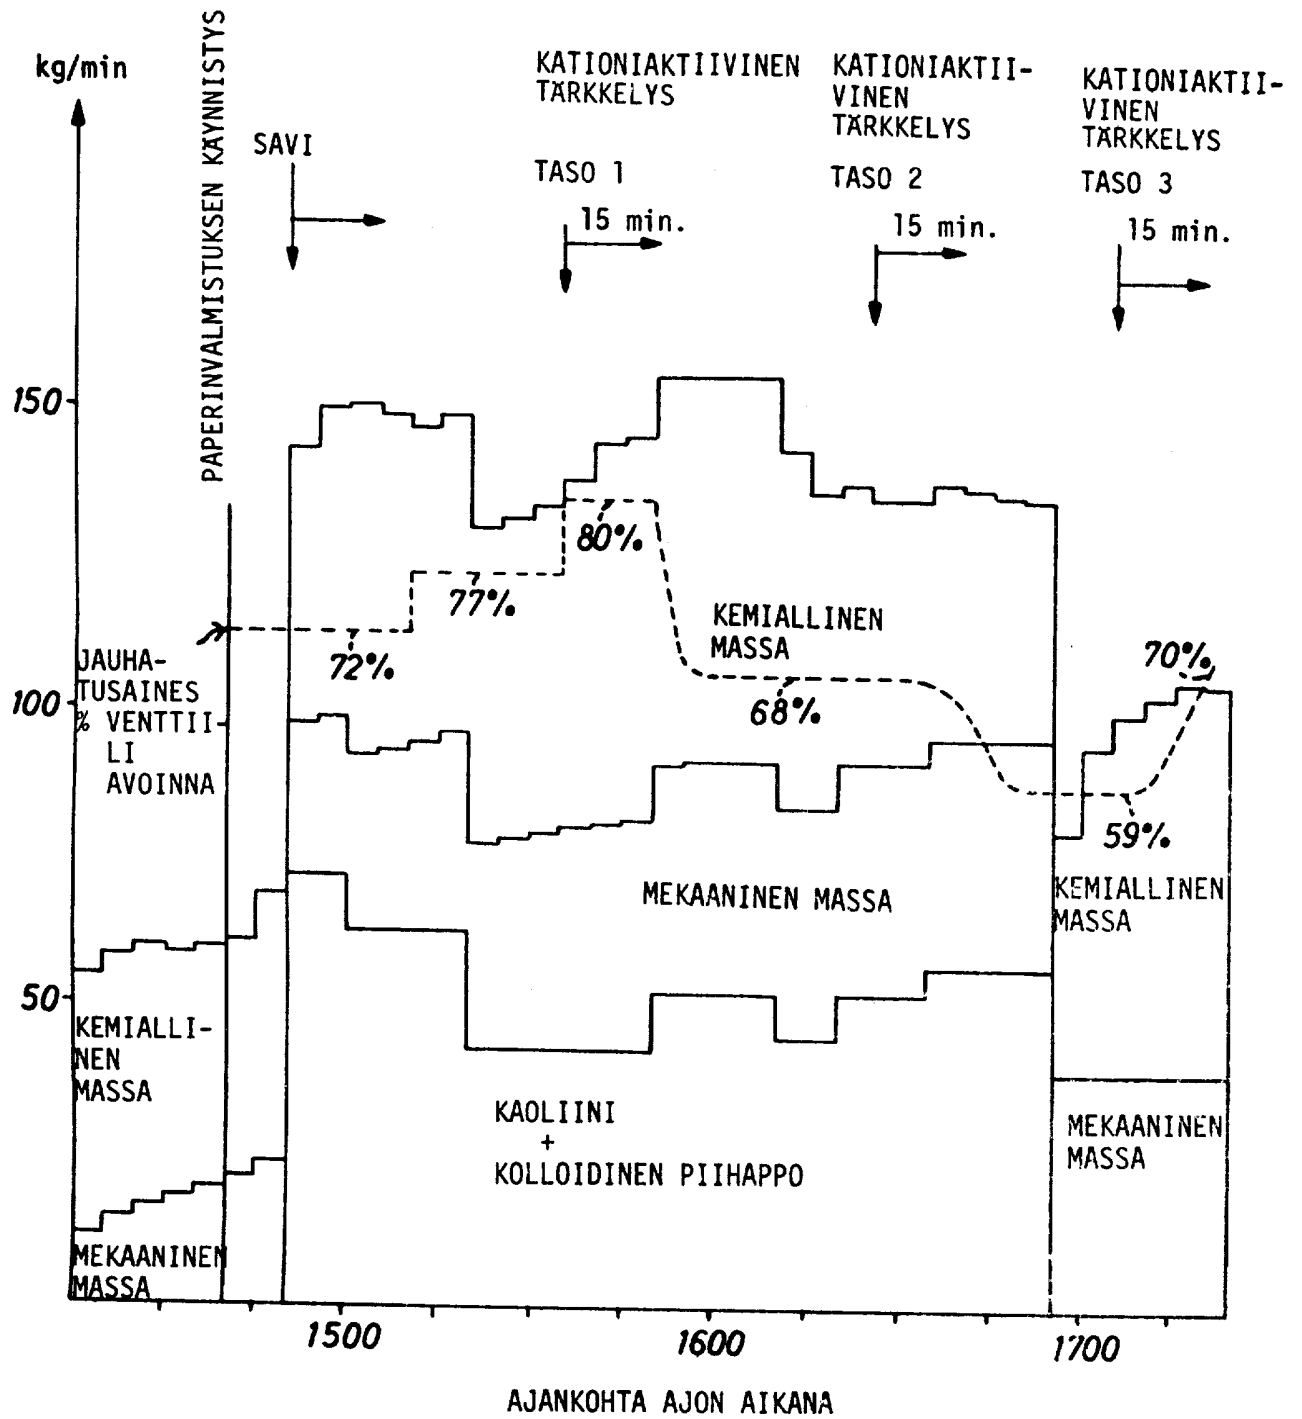 kg/min
PAPERINVALMISTUKSEN KÄYNNISTYS
SAVI
KATIONIAKTIIVINEN
TÄRKKELYS
TASO 1
15 min.
KATIONIAKTII-
VINEN
TÄRKKELYS
TASO 2
15 min.
KATIONIAKTII-
VINEN
TÄRKKELYS
TASO 3
15 min.
150
100
50
JAUHA-
TUSAINES
% VENTTII-
LI
AVOINNA
72%
77%
80%
68%
59%
70%
KEMIALLINEN
MASSA
MEKAANINEN MASSA
KEMIALLINEN
MASSA
KEMIALLI-
NEN
MASSA
KAOLIINI
+
KOLLOIDINEN PIIHAPPO
MEKAANINEN
MASSA
MEKAANINEN
MASSA
1500
1600
1700
AJANKOHTA AJON AIKANA